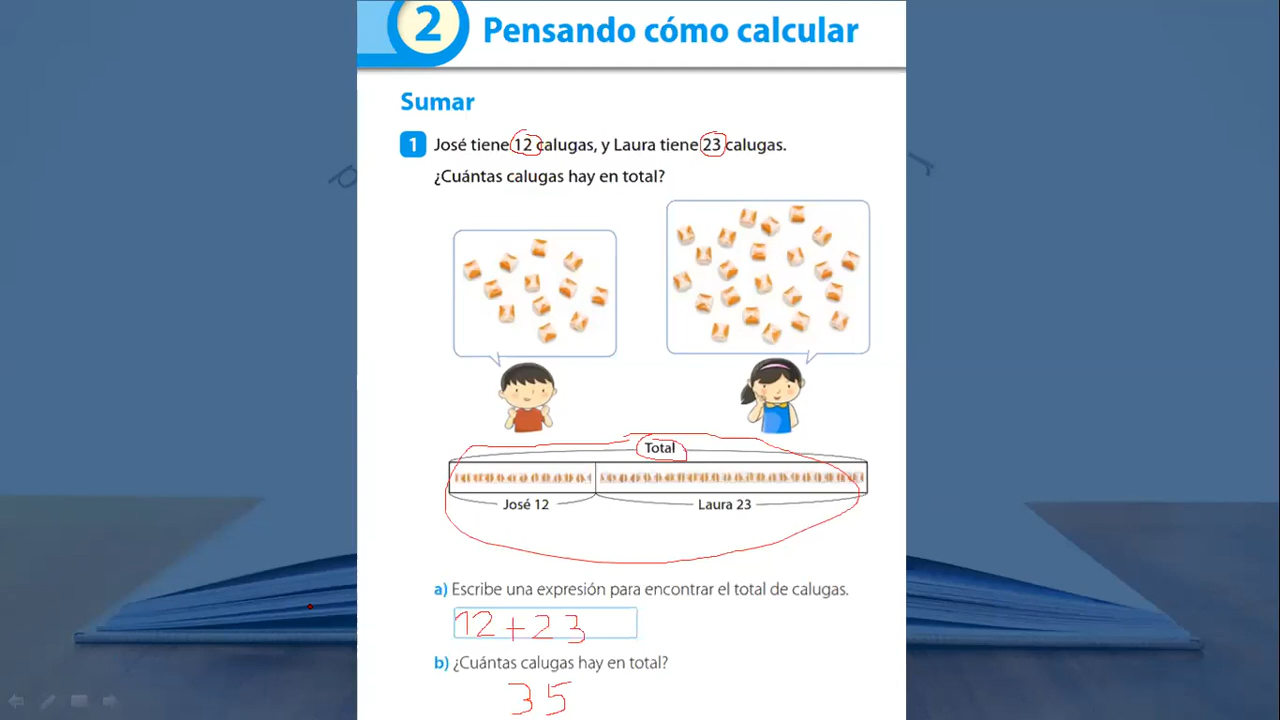 2 Pensando cómo calcular
Sumar
1 José tiene 12 calugas, y Laura tiene 23 calugas.
¿Cuántas calugas hay en total?
Total
José 12 Laura 23
a) Escribe una expresión para encontrar el total de calugas.
12 + 23
b) ¿Cuántas calugas hay en total?
35